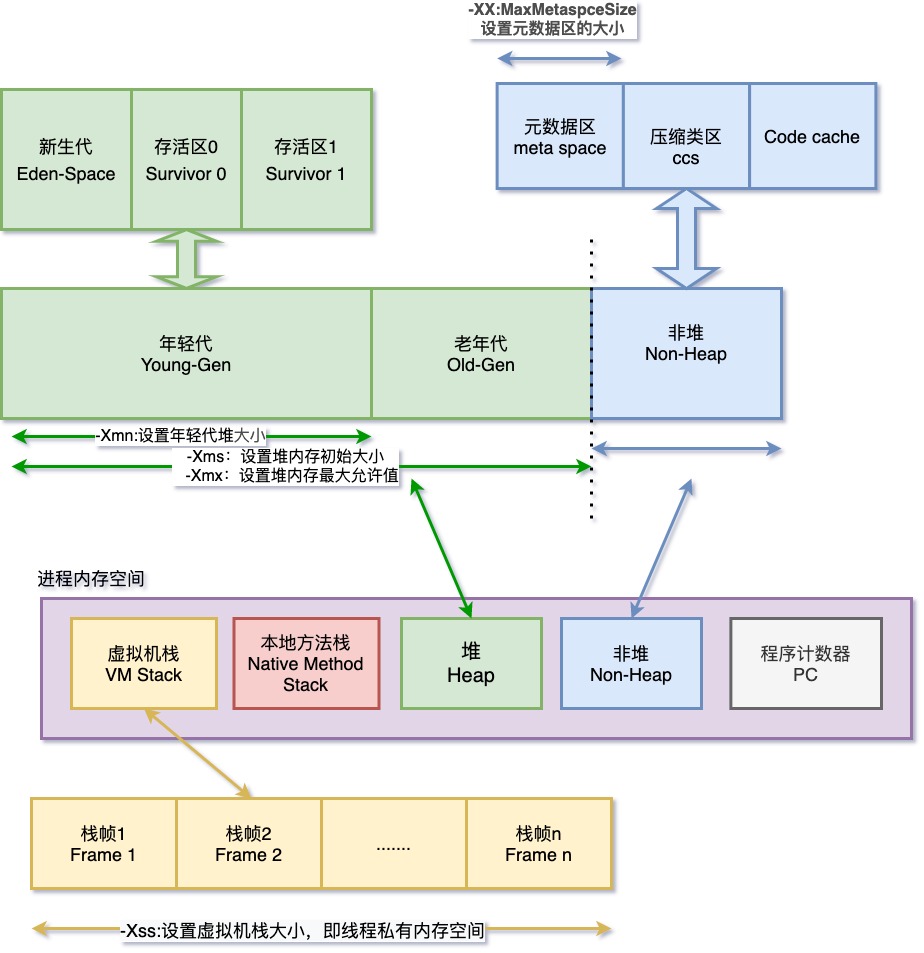 -XX:MaxMetaspceSize
设置元数据区的大小
新生代
Eden-Space
存活区0
Survivor 0
存活区1
Survivor 1
元数据区
meta space
压缩类区
ccs
Code cache
年轻代
Young-Gen
老年代
Old-Gen
非堆
Non-Heap
-Xmn:设置年轻代堆大小
-Xms：设置堆内存初始大小
-Xmx：设置堆内存最大允许值
进程内存空间
虚拟机栈
VM Stack
本地方法栈
Native Method
Stack
堆
Heap
非堆
Non-Heap
程序计数器
PC
栈帧1
Frame 1
栈帧2
Frame 2
.......
栈帧n
Frame n
-Xss:设置虚拟机栈大小，即线程私有内存空间